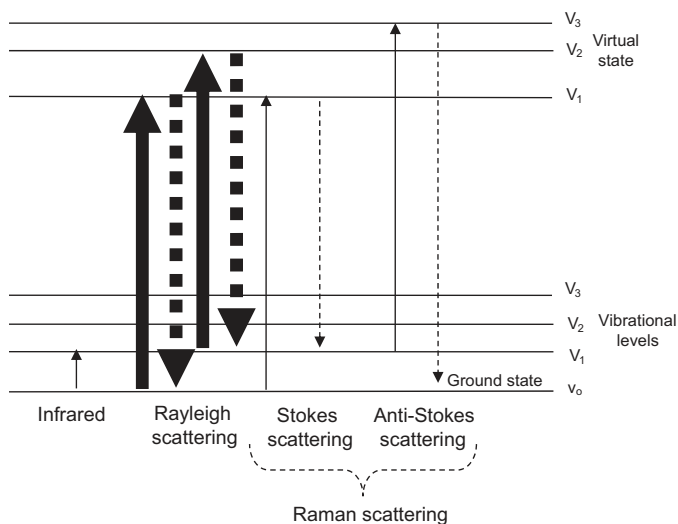 V3
V2
Virtual
state
V1
V3
V2
Vibrational
levels
V1
Ground state
vo
Infrared
Rayleigh
scattering
Stokes
scattering
Anti-Stokes
scattering
Raman scattering